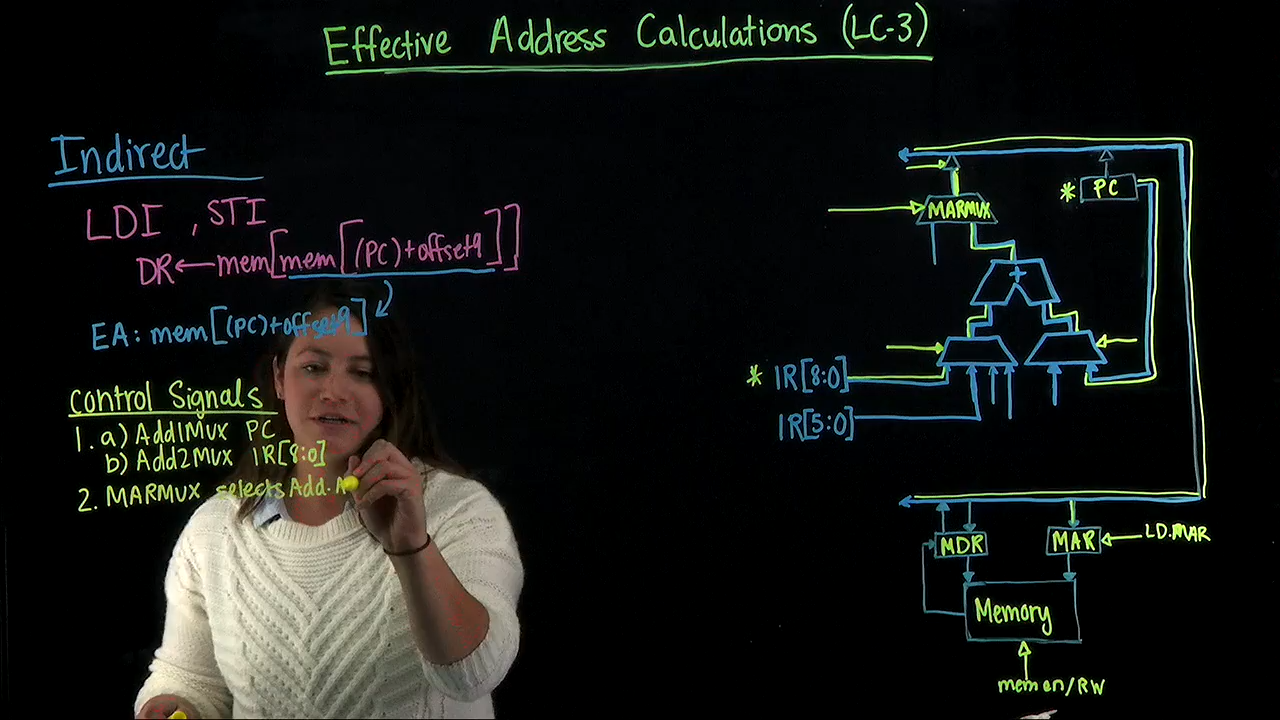 Effective Address Calculations (LC-3)
Indirect
LDI , STI
DR ← mem[mem[(PC)+offset9]]
EA: mem[(PC)+offset9]
Control Signals
1. a) Add1Mux PC
b) Add2Mux IR[8:0]
2. MARMUX selects Add. A
MARMUX
* PC
+
* IR[8:0]
IR[5:0]
MDR
MAR
LD.MAR
Memory
mem en/RW